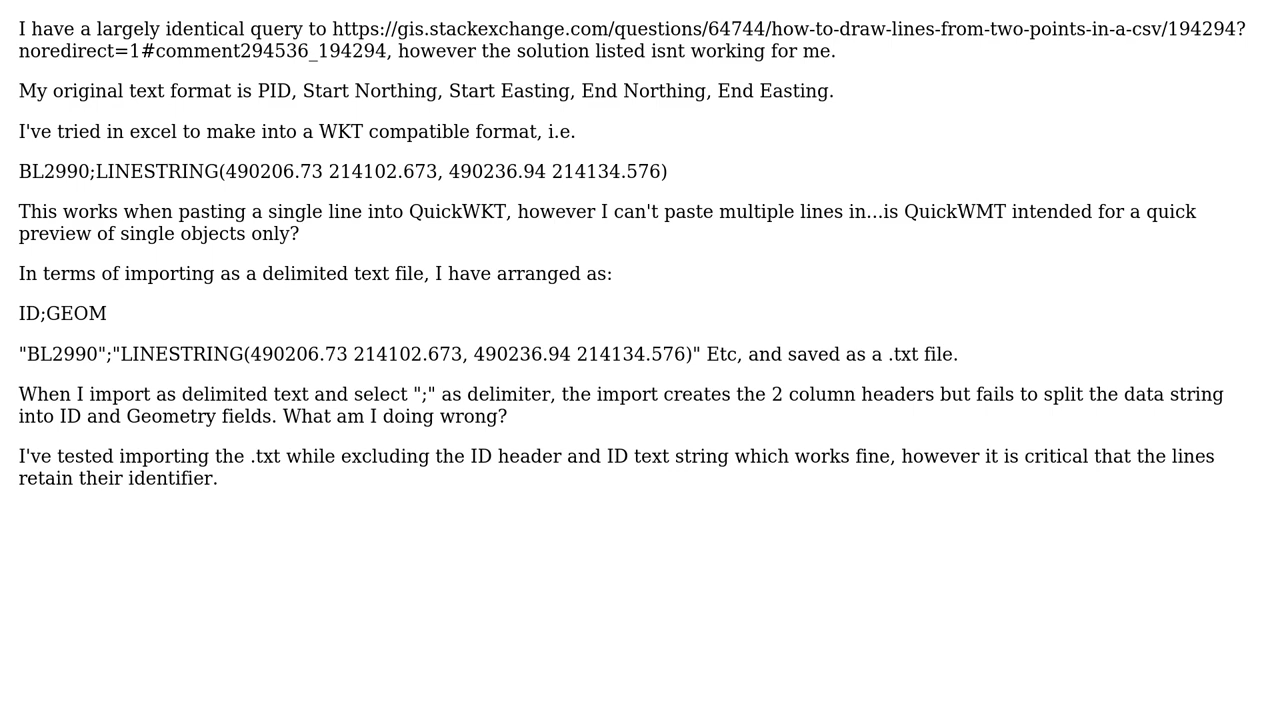 I have a largely identical query to https://gis.stackexchange.com/questions/64744/how-to-draw-lines-from-two-points-in-a-csv/194294?
noredirect=1#comment294536_194294, however the solution listed isnt working for me.
My original text format is PID, Start Northing, Start Easting, End Northing, End Easting.
I've tried in excel to make into a WKT compatible format, i.e.
BL2990;LINESTRING(490206.73 214102.673, 490236.94 214134.576)
This works when pasting a single line into QuickWKT, however I can't paste multiple lines in...is QuickWMT intended for a quick
preview of single objects only?
In terms of importing as a delimited text file, I have arranged as:
ID;GEOM
"BL2990";"LINESTRING(490206.73 214102.673, 490236.94 214134.576)" Etc, and saved as a .txt file.
When I import as delimited text and select ";" as delimiter, the import creates the 2 column headers but fails to split the data string
into ID and Geometry fields. What am I doing wrong?
I've tested importing the .txt while excluding the ID header and ID text string which works fine, however it is critical that the lines
retain their identifier.